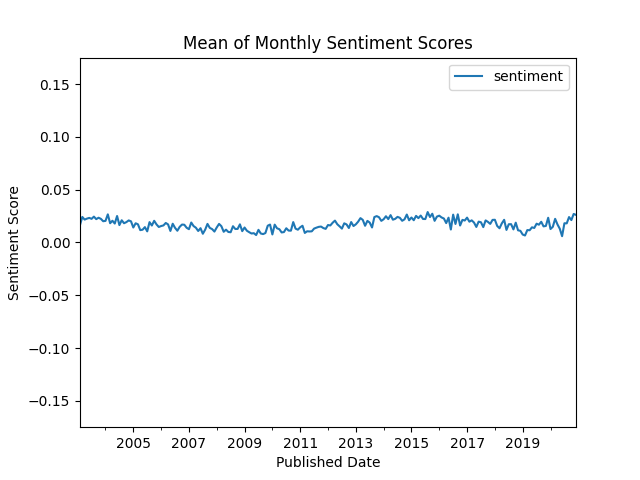 Mean of Monthly Sentiment Scores
sentiment
0.15
0.10
0.05
0.00
−0.05
−0.10
−0.15
Sentiment Score
2005 2007 2009 2011 2013 2015 2017 2019
Published Date